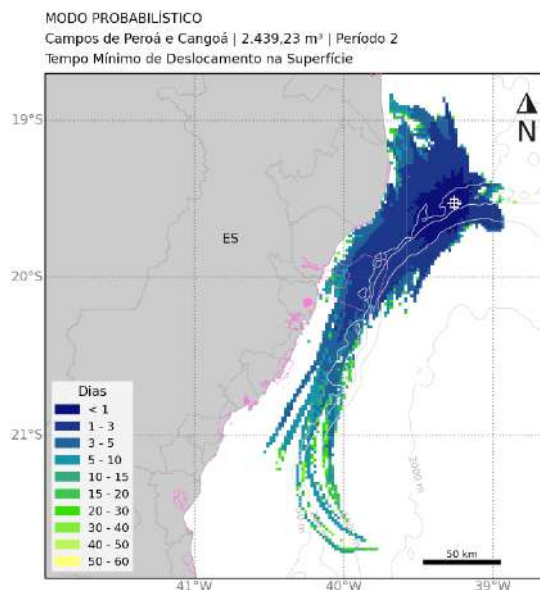 MODO PROBABILÍSTICO
Campos de Peroá e Cangoá | 2.439,23 m³ | Período 2
Tempo Mínimo de Deslocamento na Superfície
19°S
N
ES
20°S
Dias
< 1
1 - 3
3 - 5
5 - 10
10 - 15
15 - 20
20 - 30
30 - 40
40 - 50
50 - 60
21°S
2000 m
50 km
41°W
40°W
39°W